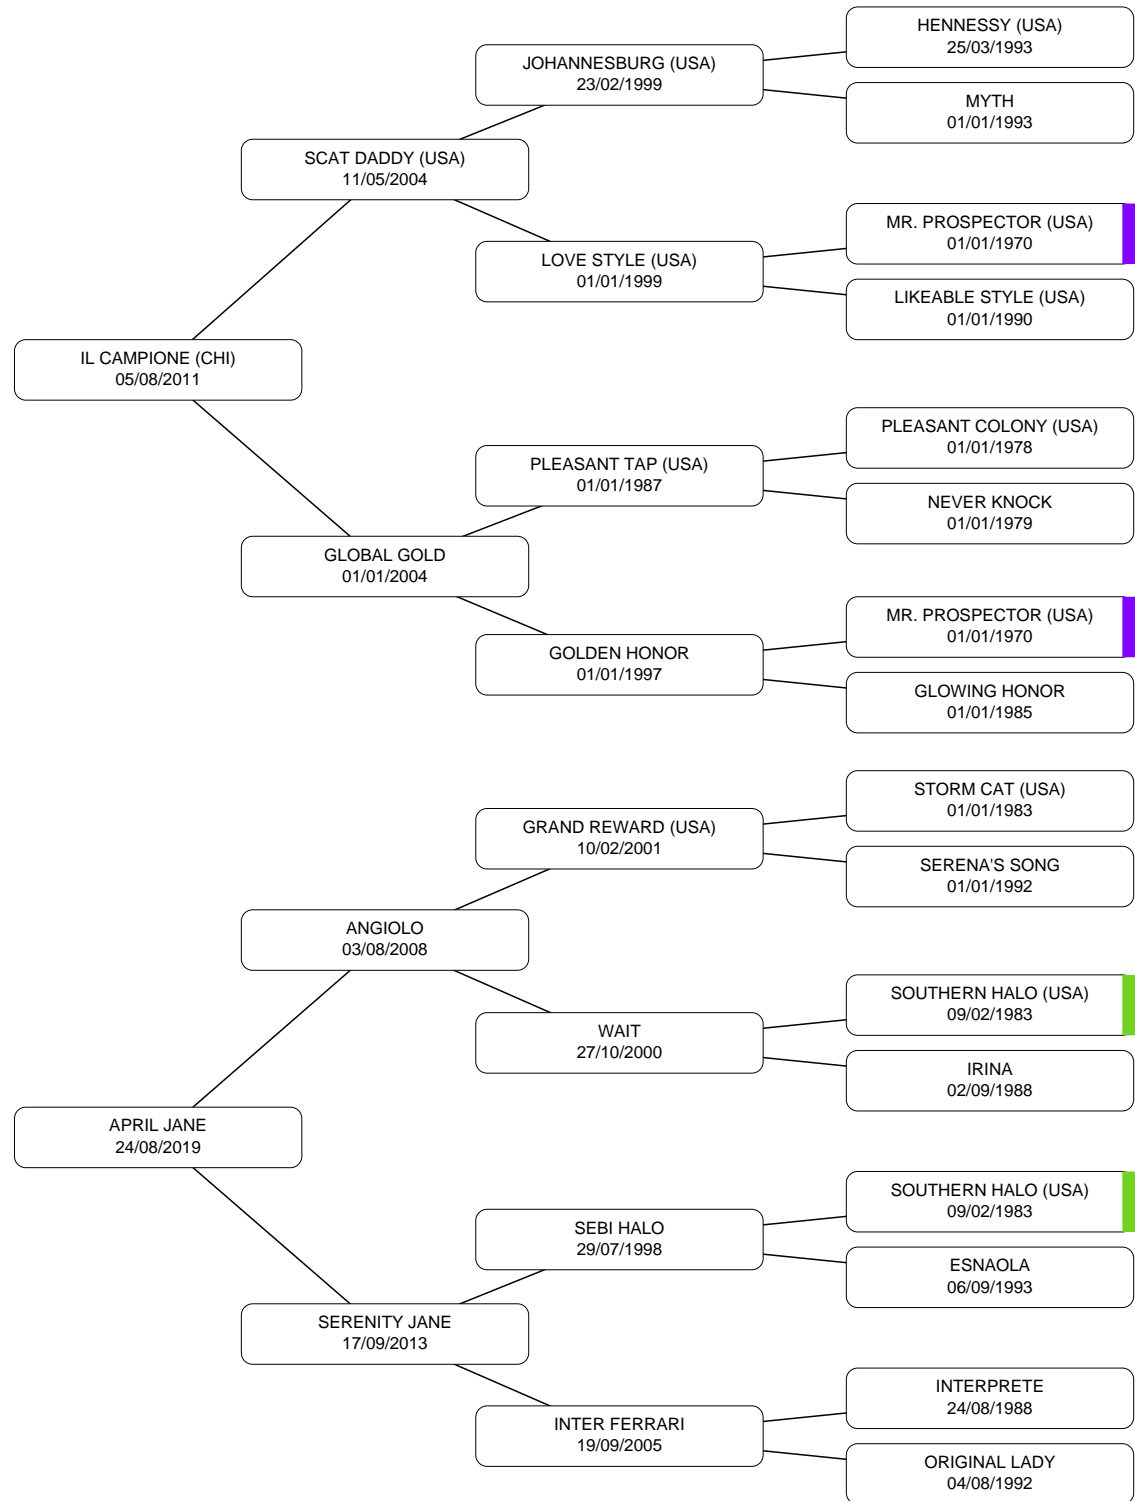 HENNESSY (USA)
25/03/1993
JOHANNESBURG (USA)
23/02/1999
MYTH
01/01/1993
SCAT DADDY (USA)
11/05/2004
MR. PROSPECTOR (USA)
01/01/1970
LOVE STYLE (USA)
01/01/1999
LIKEABLE STYLE (USA)
01/01/1990
IL CAMPIONE (CHI)
05/08/2011
PLEASANT COLONY (USA)
01/01/1978
PLEASANT TAP (USA)
01/01/1987
NEVER KNOCK
01/01/1979
GLOBAL GOLD
01/01/2004
MR. PROSPECTOR (USA)
01/01/1970
GOLDEN HONOR
01/01/1997
GLOWING HONOR
01/01/1985
STORM CAT (USA)
01/01/1983
GRAND REWARD (USA)
10/02/2001
SERENA'S SONG
01/01/1992
ANGIOLO
03/08/2008
SOUTHERN HALO (USA)
09/02/1983
WAIT
27/10/2000
IRINA
02/09/1988
APRIL JANE
24/08/2019
SOUTHERN HALO (USA)
09/02/1983
SEBI HALO
29/07/1998
ESNAOLA
06/09/1993
SERENITY JANE
17/09/2013
INTERPRETE
24/08/1988
INTER FERRARI
19/09/2005
ORIGINAL LADY
04/08/1992